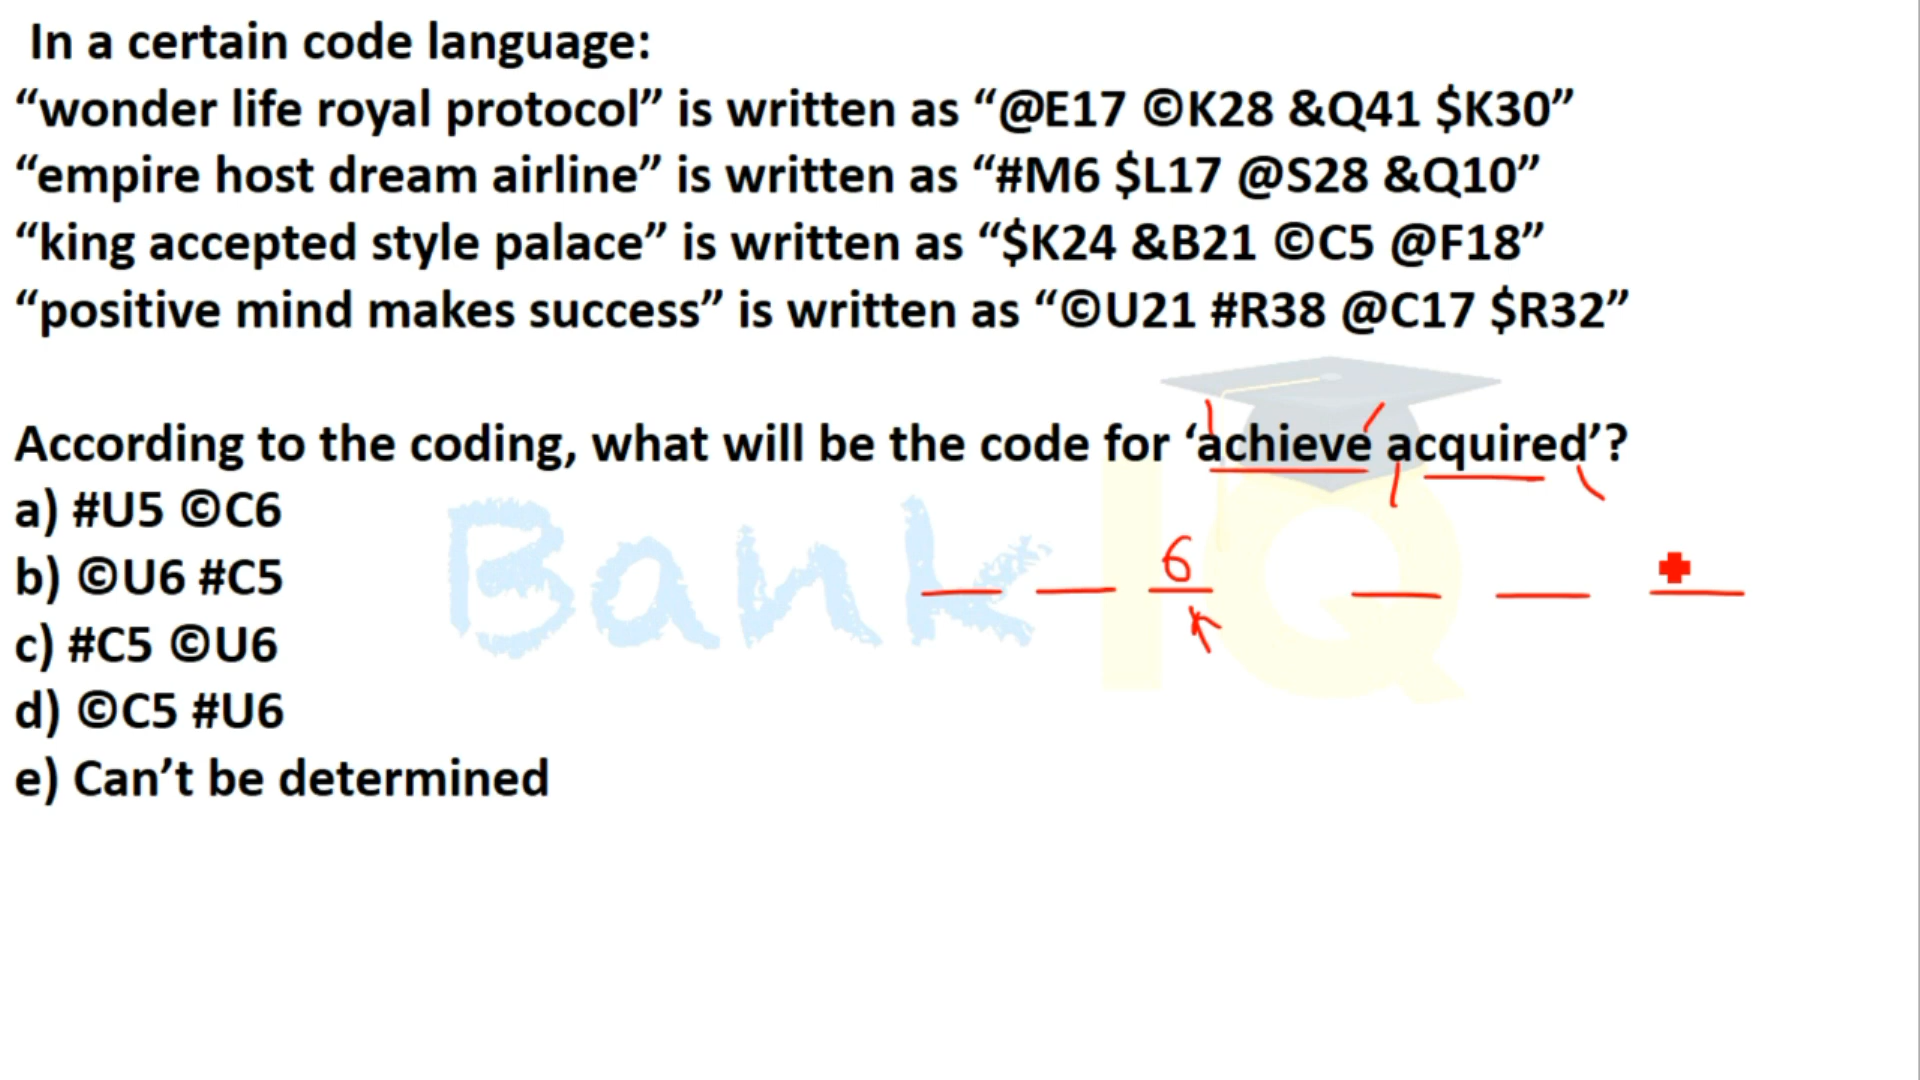 In a certain code language:
“wonder life royal protocol” is written as “@E17 ©K28 &Q41 $K30”
“empire host dream airline” is written as “#M6 $L17 @S28 &Q10”
“king accepted style palace” is written as “$K24 &B21 ©C5 @F18”
“positive mind makes success” is written as “©U21 #R38 @C17 $R32”
According to the coding, what will be the code for ‘achieve acquired’?
a) #U5 ©C6
b) ©U6 #C5
c) #C5 ©U6
d) ©C5 #U6
e) Can’t be determined
6
Bank IQ